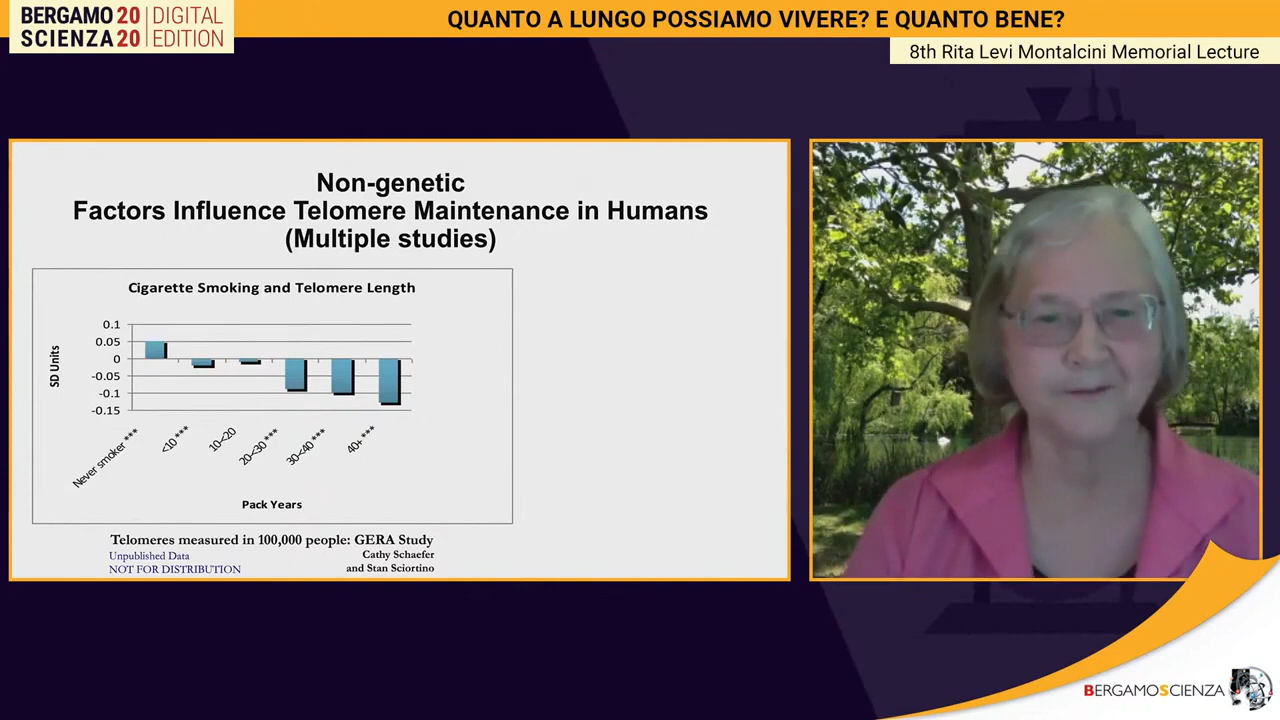 BERGAMO 20 DIGITAL
SCIENZA 20 EDITION
QUANTO A LUNGO POSSIAMO VIVERE? E QUANTO BENE?
8th Rita Levi Montalcini Memorial Lecture
Non-genetic
Factors Influence Telomere Maintenance in Humans
(Multiple studies)
Cigarette Smoking and Telomere Length
SD Units
0.1
0.05
0
-0.05
-0.1
-0.15
Never smoker ***
<10 ***
10<20
20<30 ***
30<40 ***
40+ ***
Pack Years
Telomeres measured in 100,000 people: GERA Study
Unpublished Data
NOT FOR DISTRIBUTION
Cathy Schaefer
and Stan Sciortino
BERGAMOSCIENZA